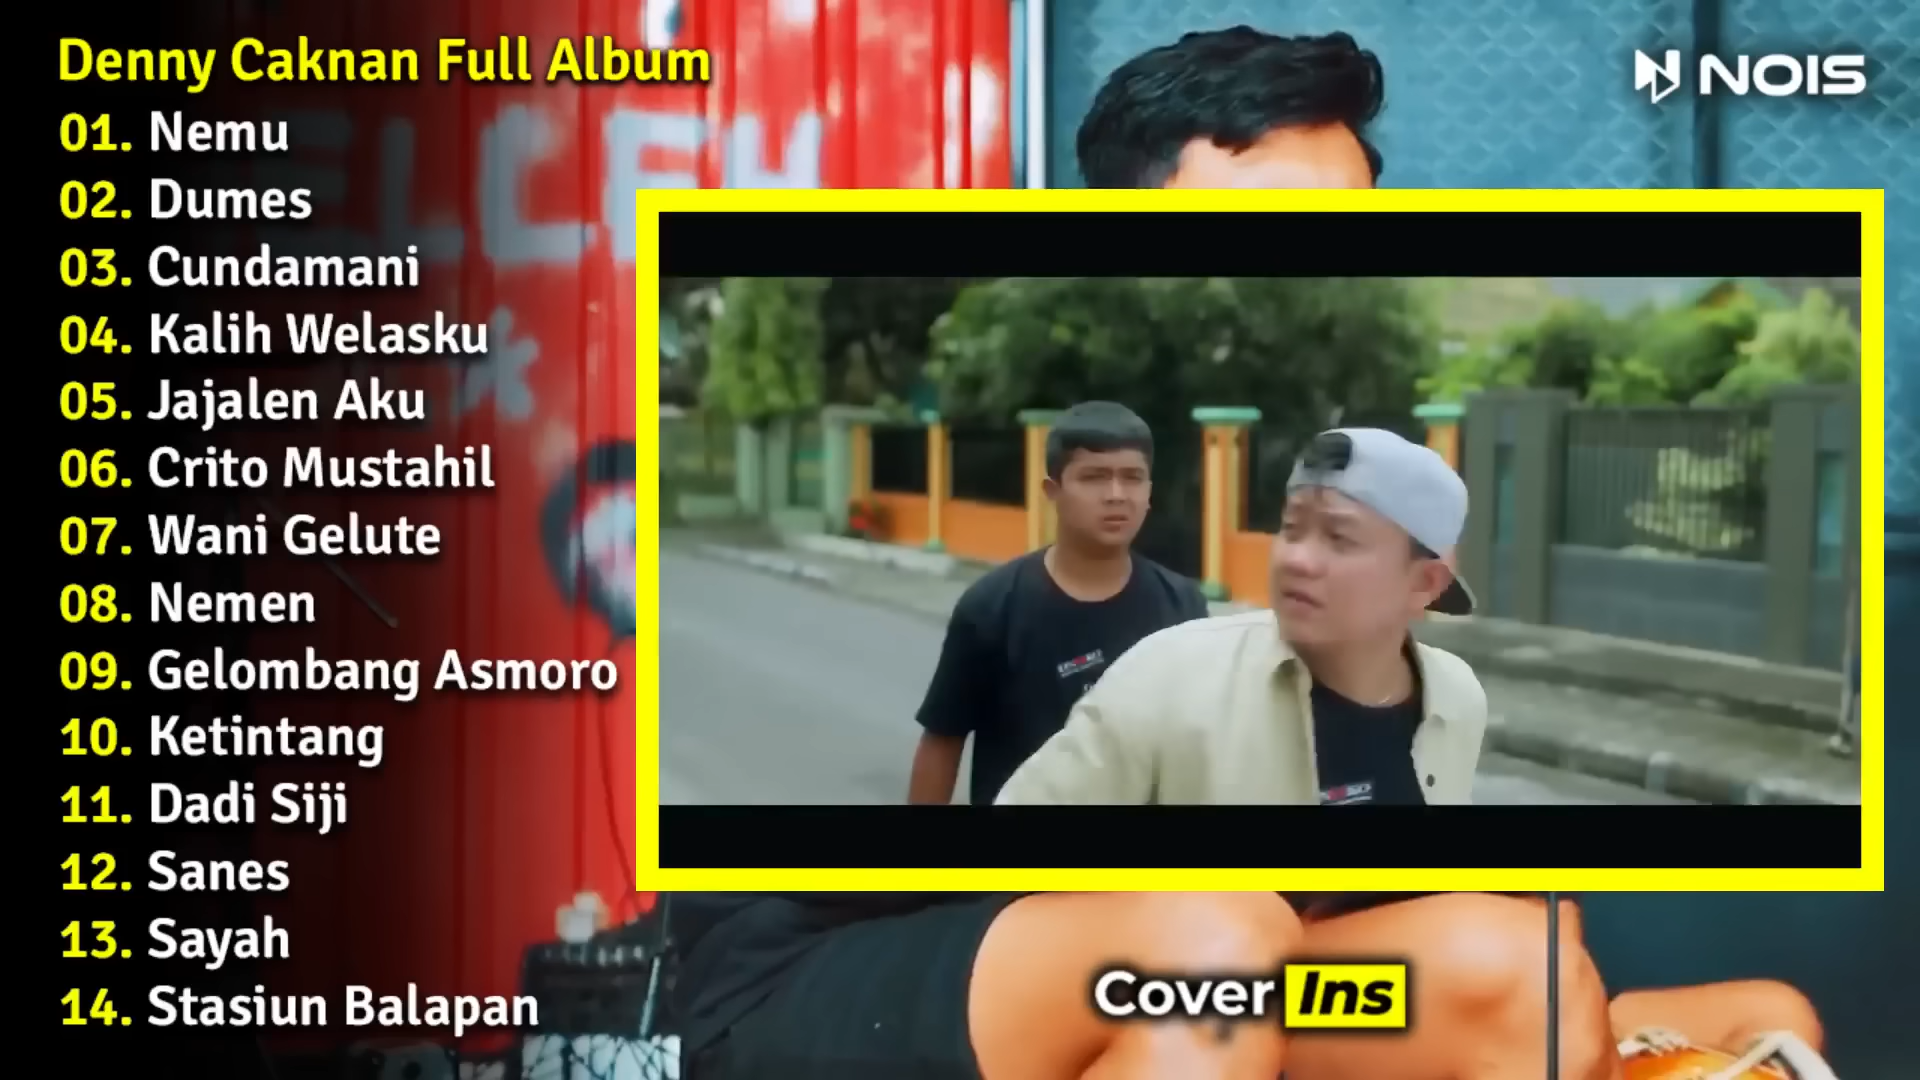 Denny Caknan Full Album
01. Nemu
02. Dumes
03. Cundamani
04. Kalih Welasku
05. Jajalen Aku
06. Crito Mustahil
07. Wani Gelute
08. Nemen
09. Gelombang Asmoro
10. Ketintang
11. Dadi Siji
12. Sanes
13. Sayah
14. Stasiun Balapan
NOIS
Cover Ins